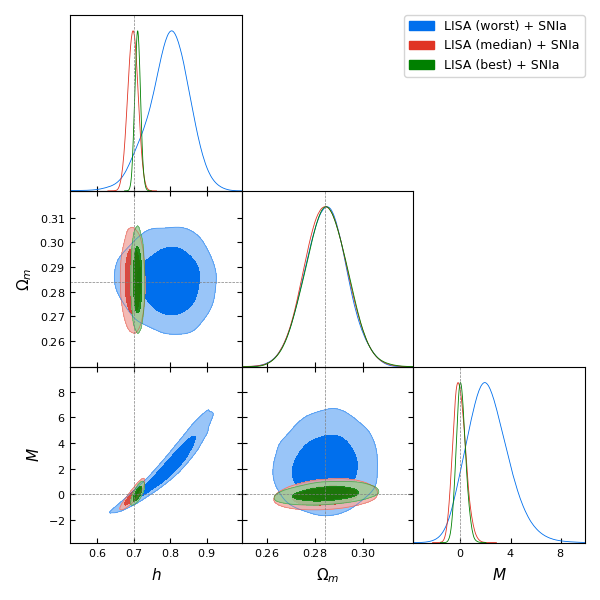 LISA (worst) + SNIa
LISA (median) + SNIa
LISA (best) + SNIa
0.31
0.30
0.29
0.28
0.27
0.26
Ωm
8
6
4
2
0
−2
M
0.6 0.7 0.8 0.9
0.26 0.28 0.30
0 4 8
h
Ωm
M